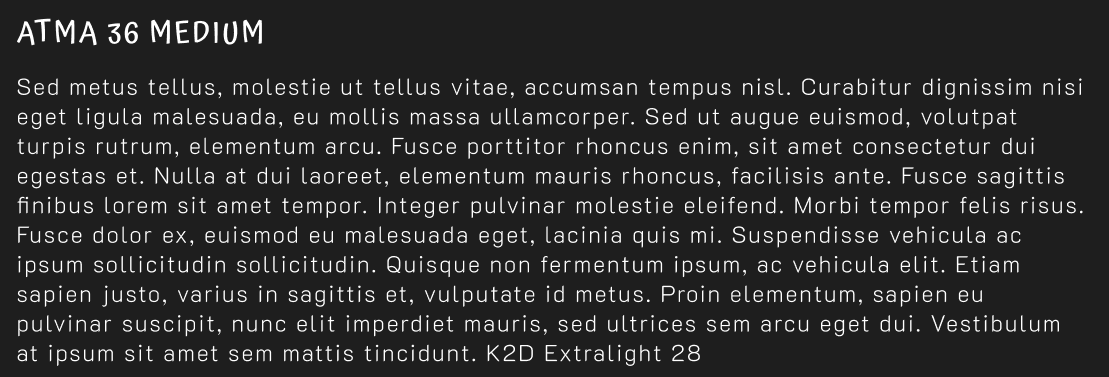 ATMA 36 MEDIUM
Sed metus tellus, molestie ut tellus vitae, accumsan tempus nisl. Curabitur dignissim nisi
eget ligula malesuada, eu mollis massa ullamcorper. Sed ut augue euismod, volutpat
turpis rutrum, elementum arcu. Fusce porttitor rhoncus enim, sit amet consectetur dui
egestas et. Nulla at dui laoreet, elementum mauris rhoncus, facilisis ante. Fusce sagittis
finibus lorem sit amet tempor. Integer pulvinar molestie eleifend. Morbi tempor felis risus.
Fusce dolor ex, euismod eu malesuada eget, lacinia quis mi. Suspendisse vehicula ac
ipsum sollicitudin sollicitudin. Quisque non fermentum ipsum, ac vehicula elit. Etiam
sapien justo, varius in sagittis et, vulputate id metus. Proin elementum, sapien eu
pulvinar suscipit, nunc elit imperdiet mauris, sed ultrices sem arcu eget dui. Vestibulum
at ipsum sit amet sem mattis tincidunt. K2D Extralight 28